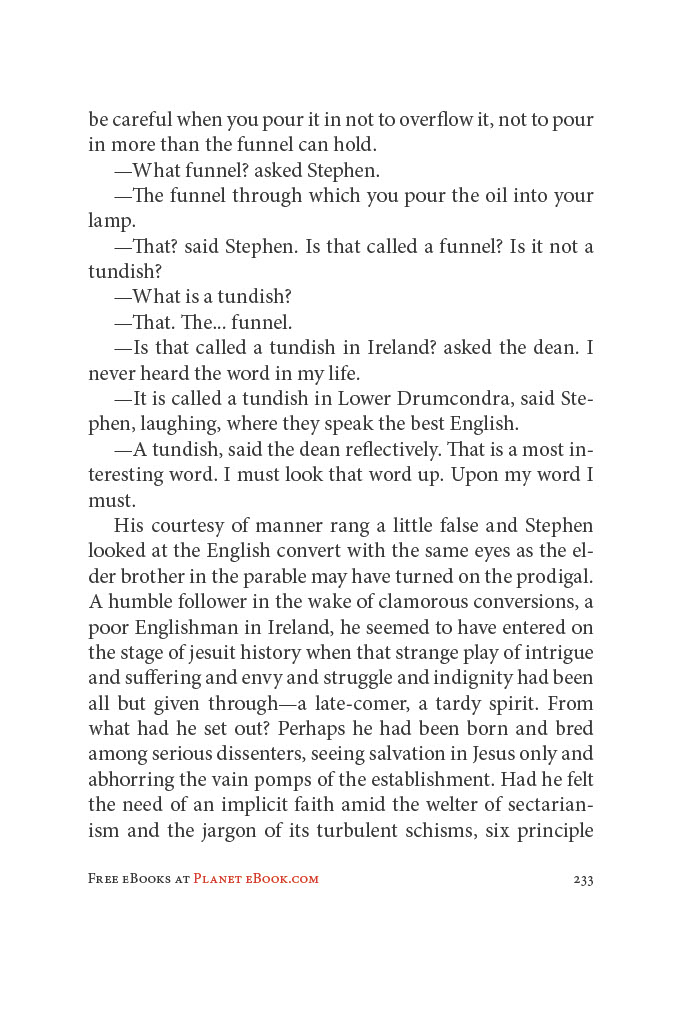 be careful when you pour it in not to overflow it, not to pour
in more than the funnel can hold.
—What funnel? asked Stephen.
—The funnel through which you pour the oil into your
lamp.
—That? said Stephen. Is that called a funnel? Is it not a
tundish?
—What is a tundish?
—That. The... funnel.
—Is that called a tundish in Ireland? asked the dean. I
never heard the word in my life.
—It is called a tundish in Lower Drumcondra, said Ste-
phen, laughing, where they speak the best English.
—A tundish, said the dean reflectively. That is a most in-
teresting word. I must look that word up. Upon my word I
must.
His courtesy of manner rang a little false and Stephen
looked at the English convert with the same eyes as the el-
der brother in the parable may have turned on the prodigal.
A humble follower in the wake of clamorous conversions, a
poor Englishman in Ireland, he seemed to have entered on
the stage of jesuit history when that strange play of intrigue
and suffering and envy and struggle and indignity had been
all but given through—a late-comer, a tardy spirit. From
what had he set out? Perhaps he had been born and bred
among serious dissenters, seeing salvation in Jesus only and
abhorring the vain pomps of the establishment. Had he felt
the need of an implicit faith amid the welter of sectarian-
ism and the jargon of its turbulent schisms, six principle
Free eBooks at Planet eBook.com 233